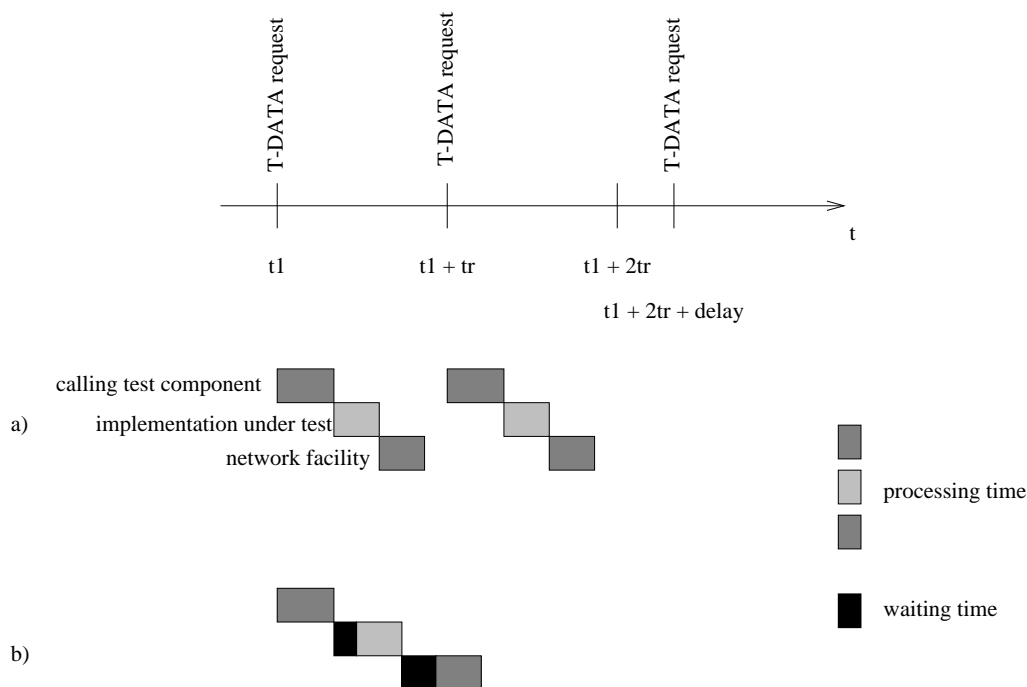 T-DATA request
T-DATA request
T-DATA request
t
t1
t1 + tr
t1 + 2tr
t1 + 2tr + delay
calling test component
a)
implementation under test
network facility
processing time
waiting time
b)